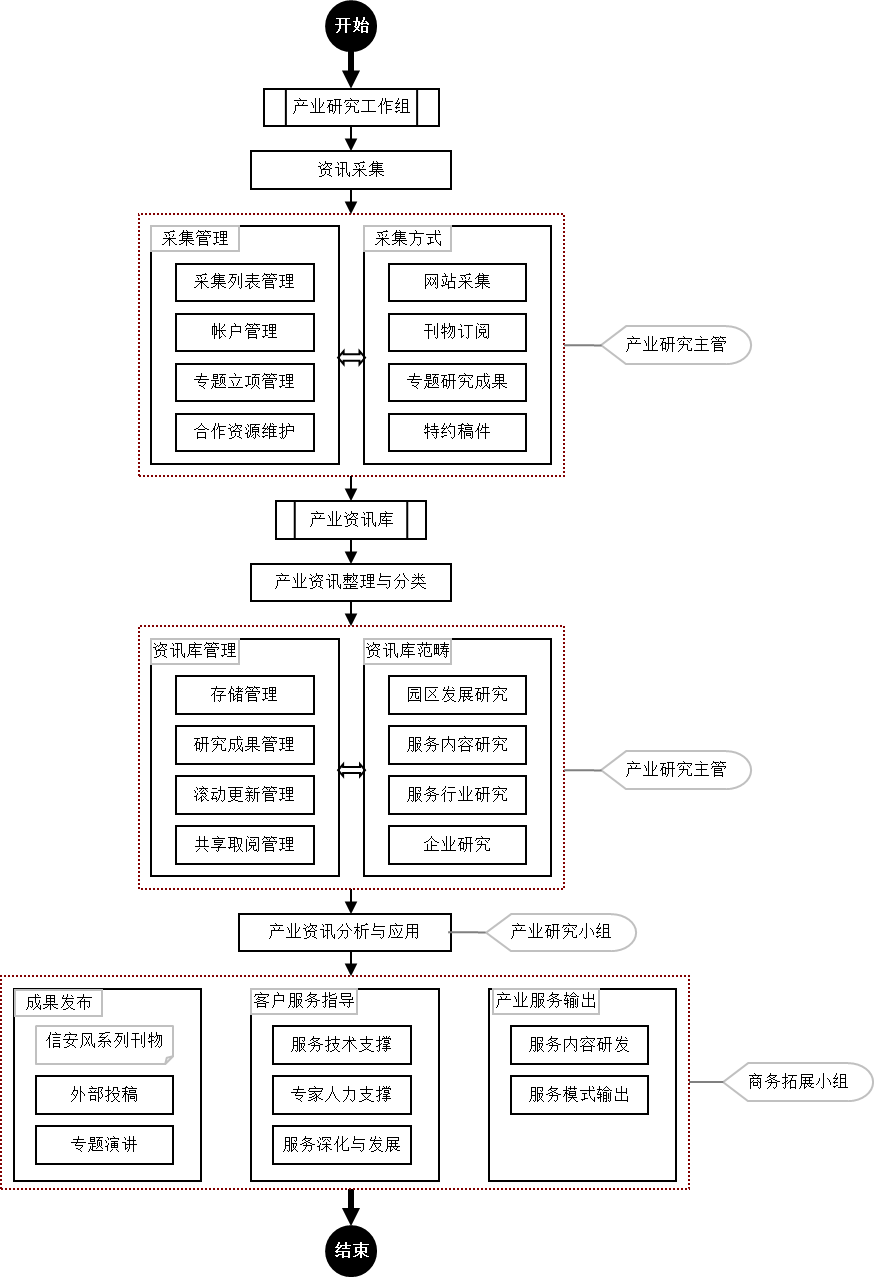 开始
产业研究工作组
资讯采集
采集管理
采集列表管理
帐户管理
专题立项管理
合作资源维护
采集方式
网站采集
刊物订阅
专题研究成果
特约稿件
产业研究主管
产业资讯库
产业资讯整理与分类
资讯库管理
存储管理
研究成果管理
滚动更新管理
共享取阅管理
资讯库范畴
园区发展研究
服务内容研究
服务行业研究
企业研究
产业研究主管
产业资讯分析与应用
产业研究小组
成果发布
信安风系列刊物
外部投稿
专题演讲
客户服务指导
服务技术支撑
专家人力支撑
服务深化与发展
产业服务输出
服务内容研发
服务模式输出
商务拓展小组
结束